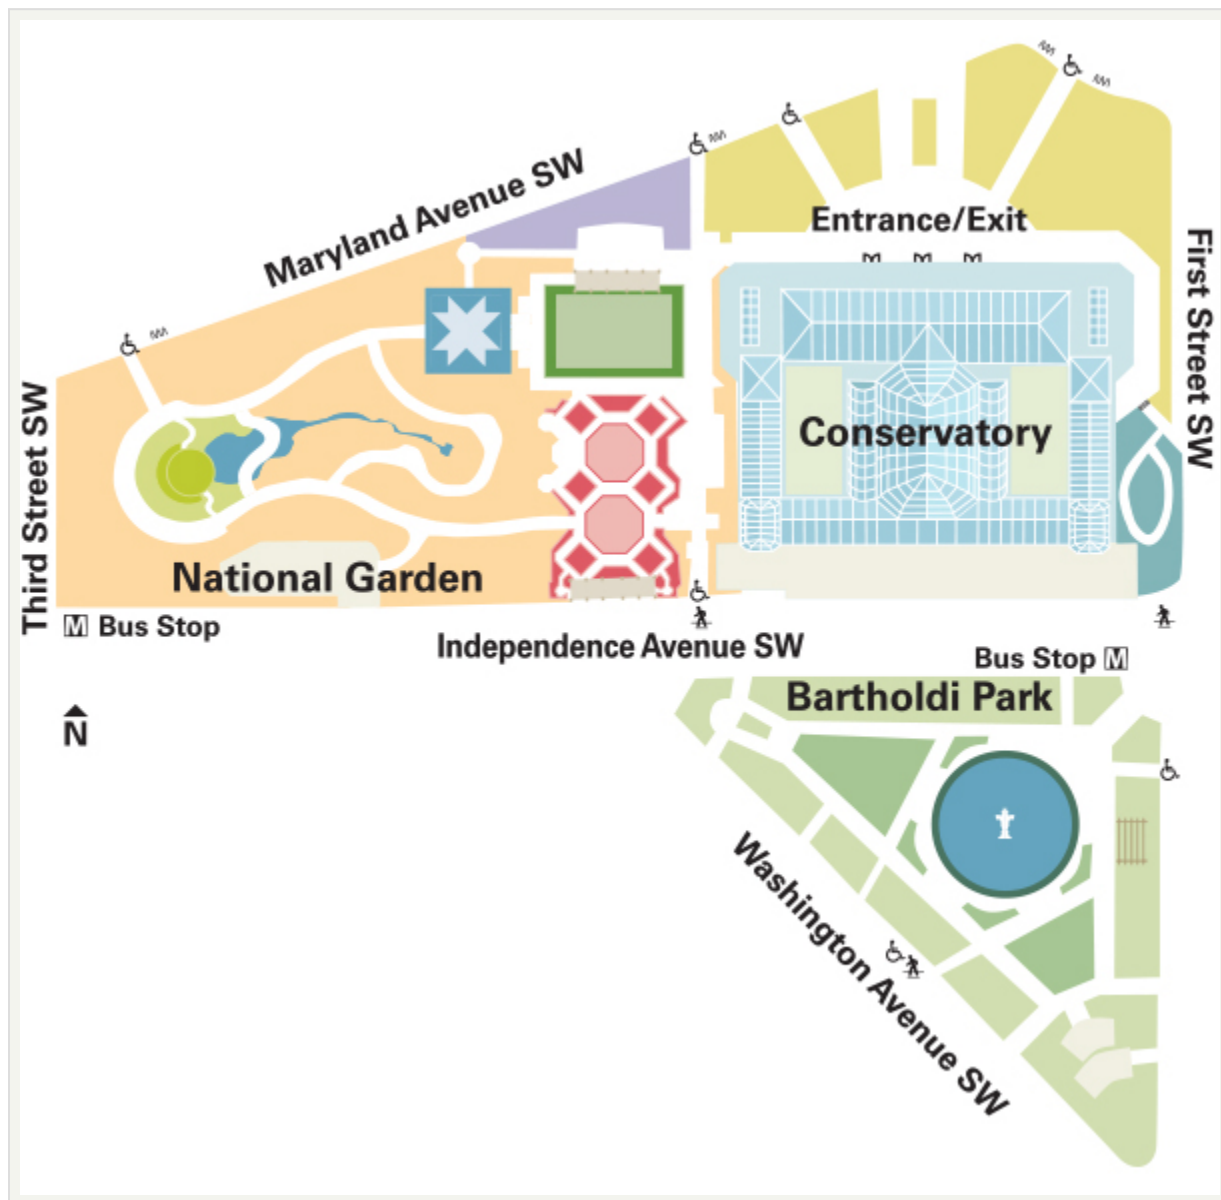 Maryland Avenue SW
Entrance/Exit
First Street SW
Third Street SW
Conservatory
National Garden
M Bus Stop
Independence Avenue SW
Bus Stop M
Bartholdi Park
N
Washington Avenue SW